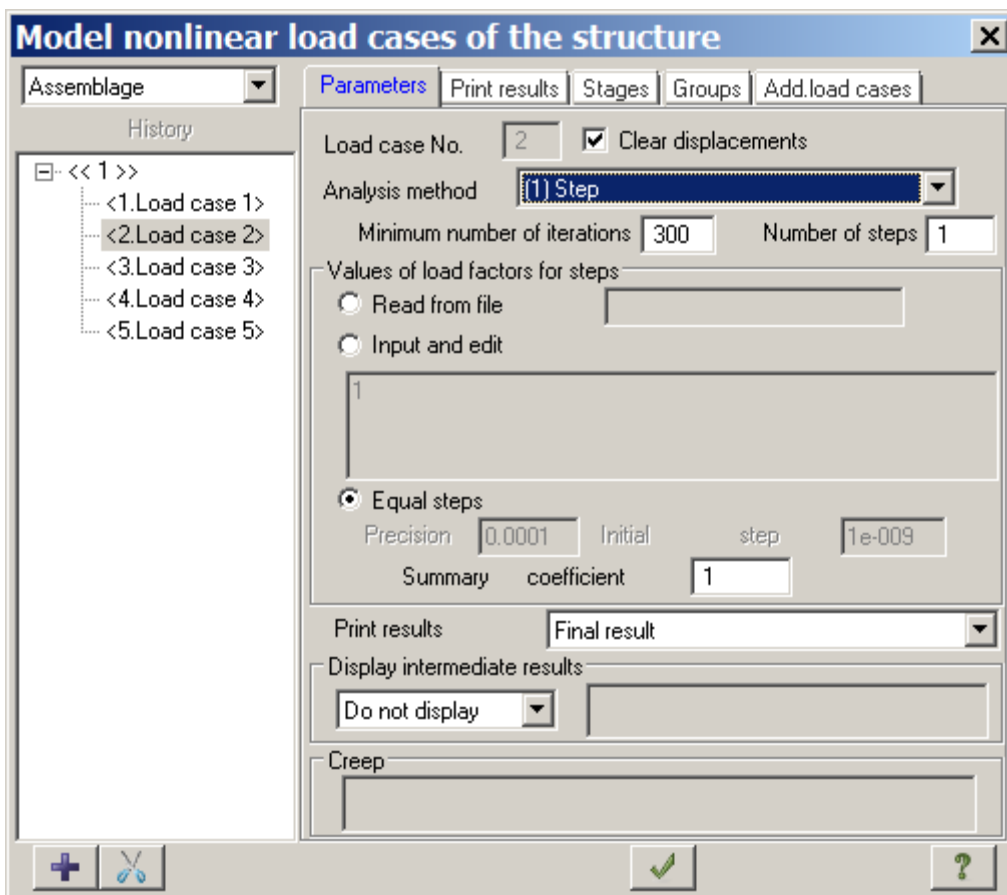 Model nonlinear load cases of the structure
Assemblage
Parameters Print results Stages Groups Add.load cases
History
Load case No. 2 Clear displacements
<< 1 >>
<1.Load case 1>
<2.Load case 2>
<3.Load case 3>
<4.Load case 4>
<5.Load case 5>
Analysis method (1) Step
Minimum number of iterations 300 Number of steps 1
Values of load factors for steps
Read from file
Input and edit
1
Equal steps
Precision 0.0001 Initial step 1e-009
Summary coefficient 1
Print results Final result
Display intermediate results
Do not display
Creep
?